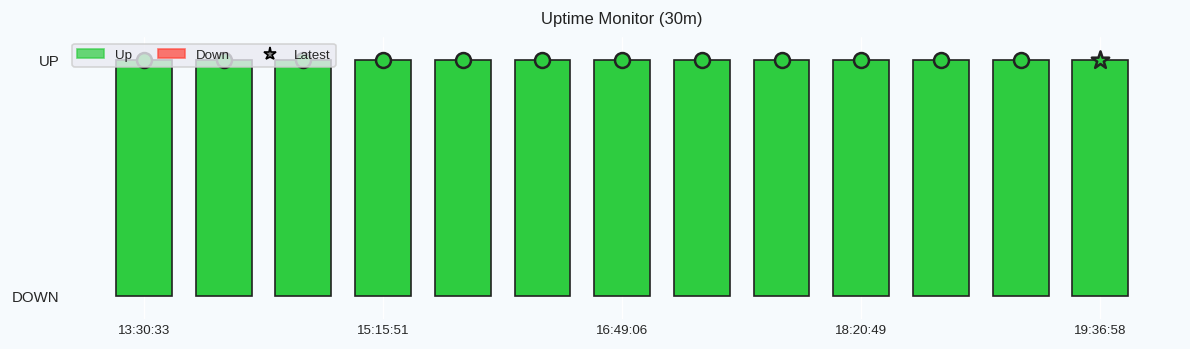 Uptime Monitor (30m)
Up Down Latest
UP
DOWN
13:30:33 15:15:51 16:49:06 18:20:49 19:36:58